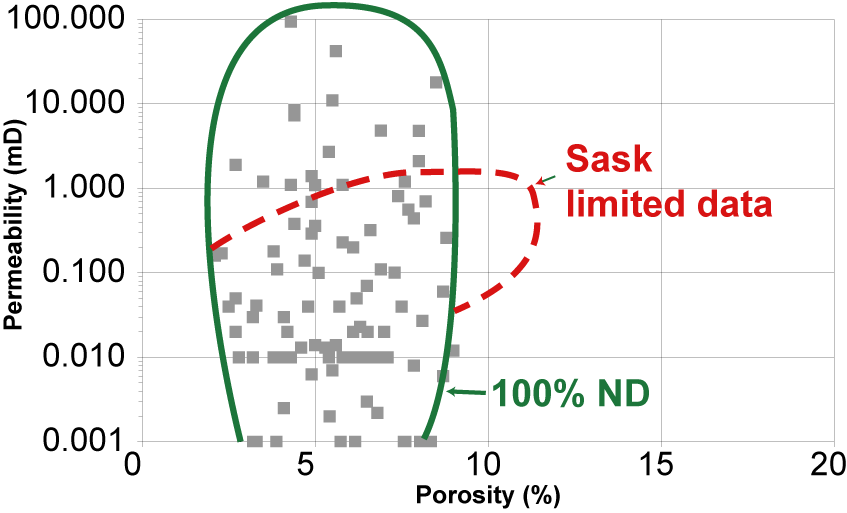 100.000
10.000
1.000
0.100
0.010
0.001
Permeability (mD)
Sask
limited data
100% ND
0 5 10 15 20
Porosity (%)